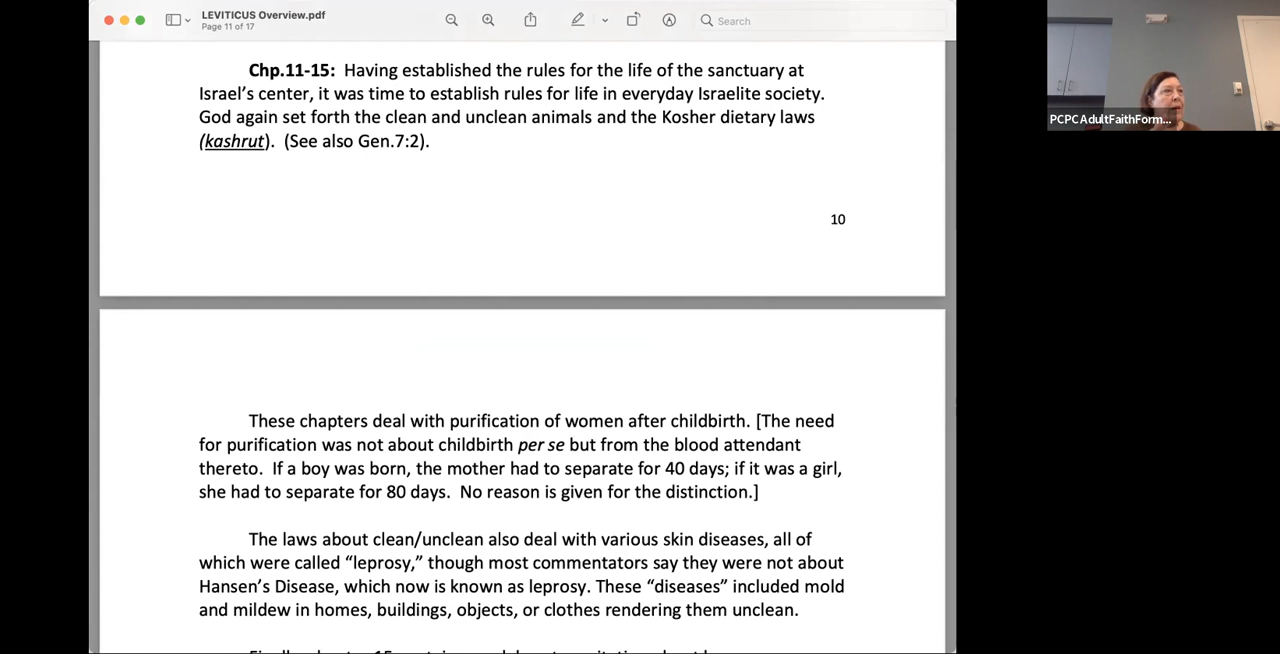 LEVITICUS Overview.pdf
Page 11 of 17
Search
Chp.11-15: Having established the rules for the life of the sanctuary at
Israel's center, it was time to establish rules for life in everyday Israelite society.
God again set forth the clean and unclean animals and the Kosher dietary laws
(kashrut). (See also Gen.7:2).
10
These chapters deal with purification of women after childbirth. [The need
for purification was not about childbirth per se but from the blood attendant
thereto. If a boy was born, the mother had to separate for 40 days; if it was a girl,
she had to separate for 80 days. No reason is given for the distinction.]
The laws about clean/unclean also deal with various skin diseases, all of
which were called “leprosy,” though most commentators say they were not about
Hansen's Disease, which now is known as leprosy. These “diseases” included mold
and mildew in homes, buildings, objects, or clothes rendering them unclean.
PCPC AdultFaithForm...